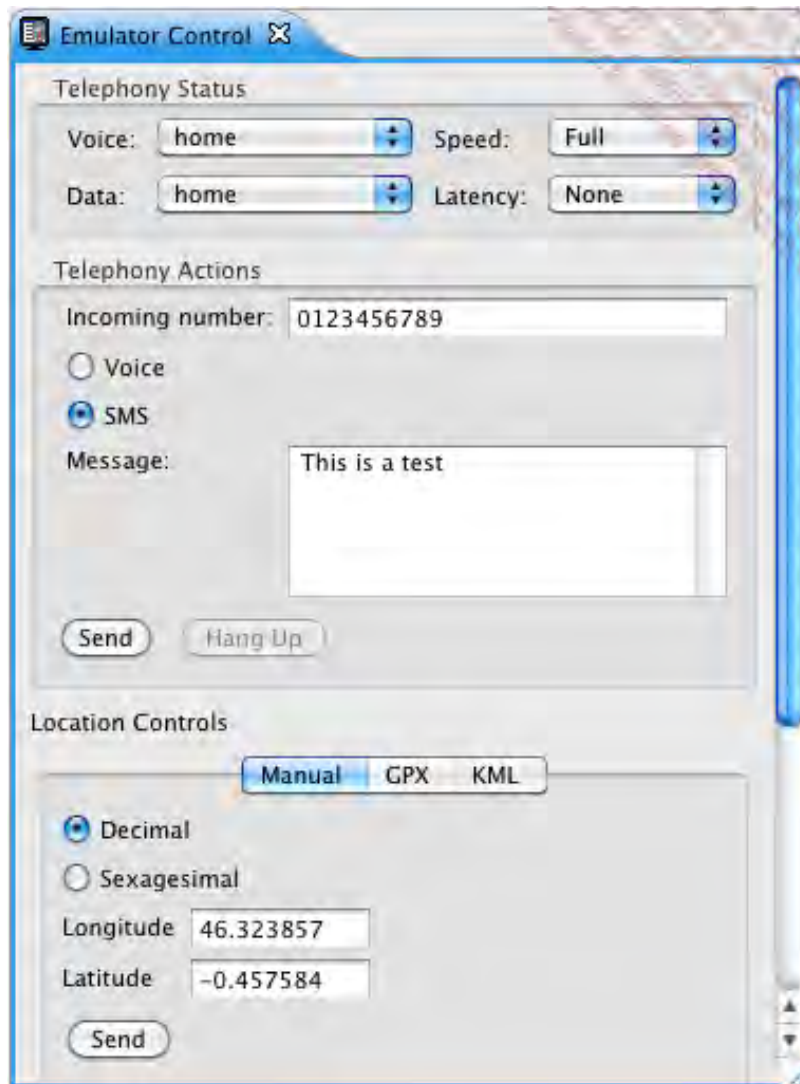 Emulator Control
Telephony Status
Voice: home Speed: Full
Data: home Latency: None
Telephony Actions
Incoming number: 0123456789
Voice
SMS
Message: This is a test
Send Hang Up
Location Controls
Manual GPX KML
Decimal
Sexagesimal
Longitude 46.323857
Latitude -0.457584
Send